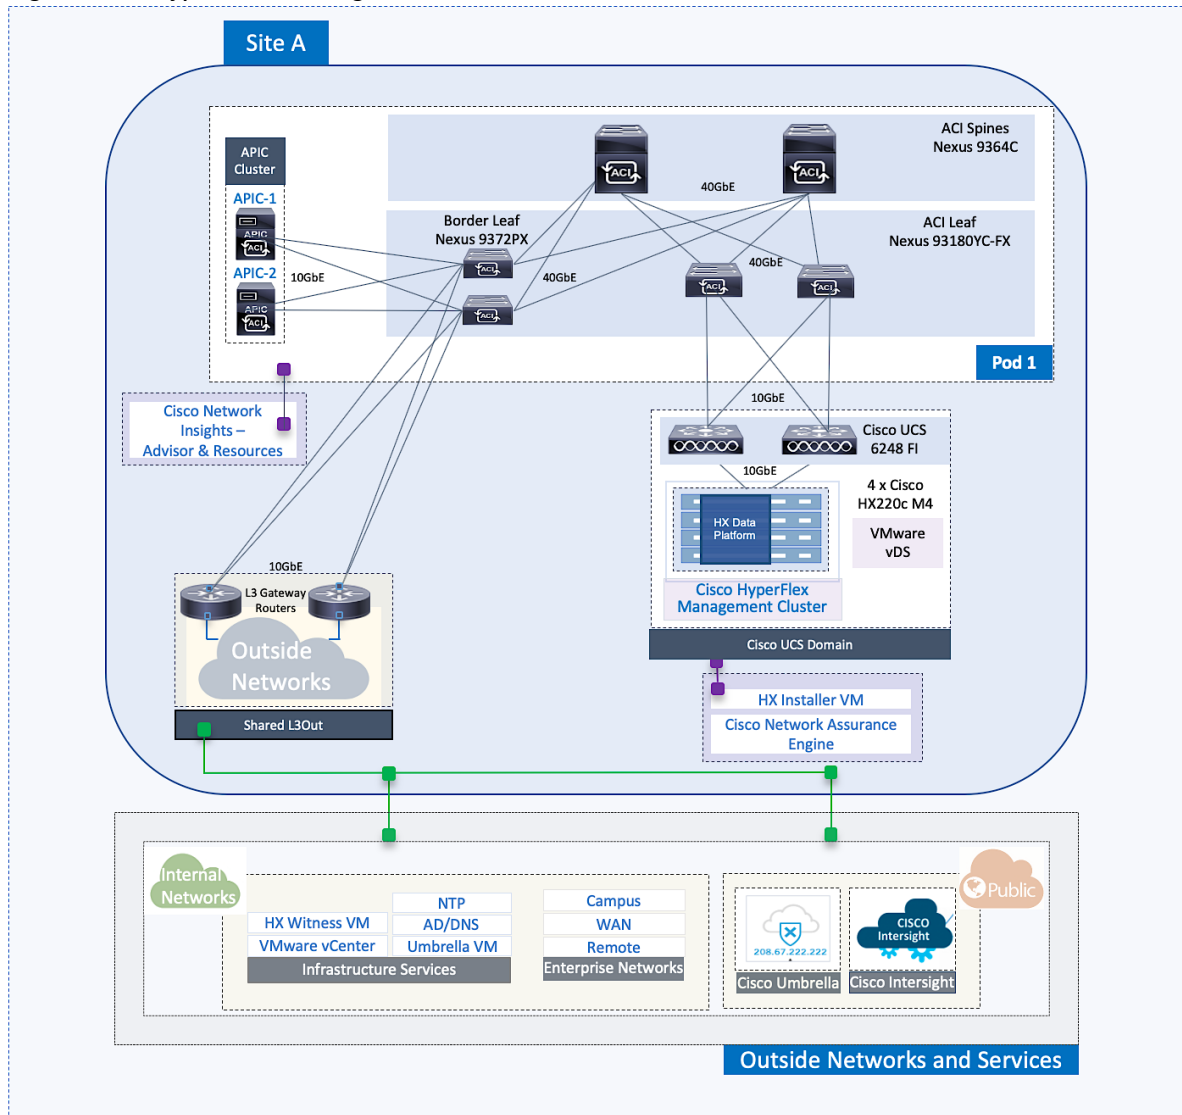 Site A
ACI Spines
Nexus 9364C
APIC
Cluster
ACI
ACI
40GbE
APIC-1
APIC
ACI
Border Leaf
Nexus 9372PX
ACI Leaf
Nexus 93180YC-FX
ACI
40GbE
APIC-2
10GbE
40GbE
ACI
ACI
APIC
ACI
ACI
Pod 1
10GbE
Cisco Network
Insights –
Advisor & Resources
Cisco UCS
6248 FI
10GbE
4 x Cisco
HX220c M4
HX Data
Platform
VMware
vDS
10GbE
L3 Gateway
Routers
Cisco HyperFlex
Management Cluster
Outside
Networks
Cisco UCS Domain
Shared L3Out
HX Installer VM
Cisco Network Assurance
Engine
Internal
Networks
Public
NTP
HX Witness VM
AD/DNS
VMware vCenter
Umbrella VM
Infrastructure Services
Campus
WAN
Remote
Enterprise Networks
208.67.222.222
Cisco Umbrella
CISCO
Intersight
Cisco Intersight
Outside Networks and Services